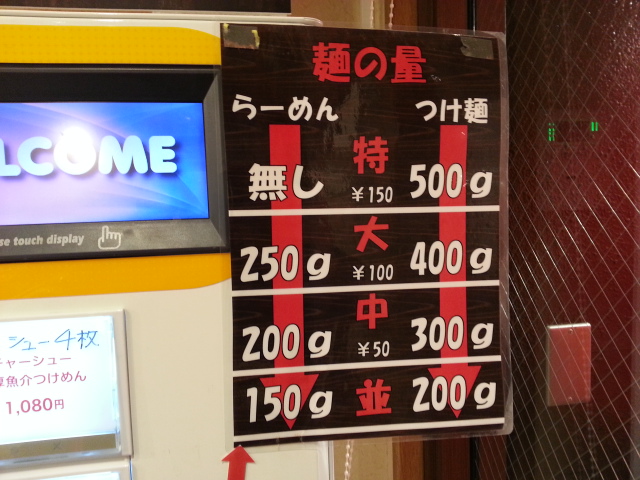 麺の量
らーめん つけ麺
無し 特 ¥150 500g
250g 大 ¥100 400g
200g 中 ¥50 300g
150g 並 200g
LCOME
se touch display
シュー4枚
チャーシュー
魚介つけめん
1,080円